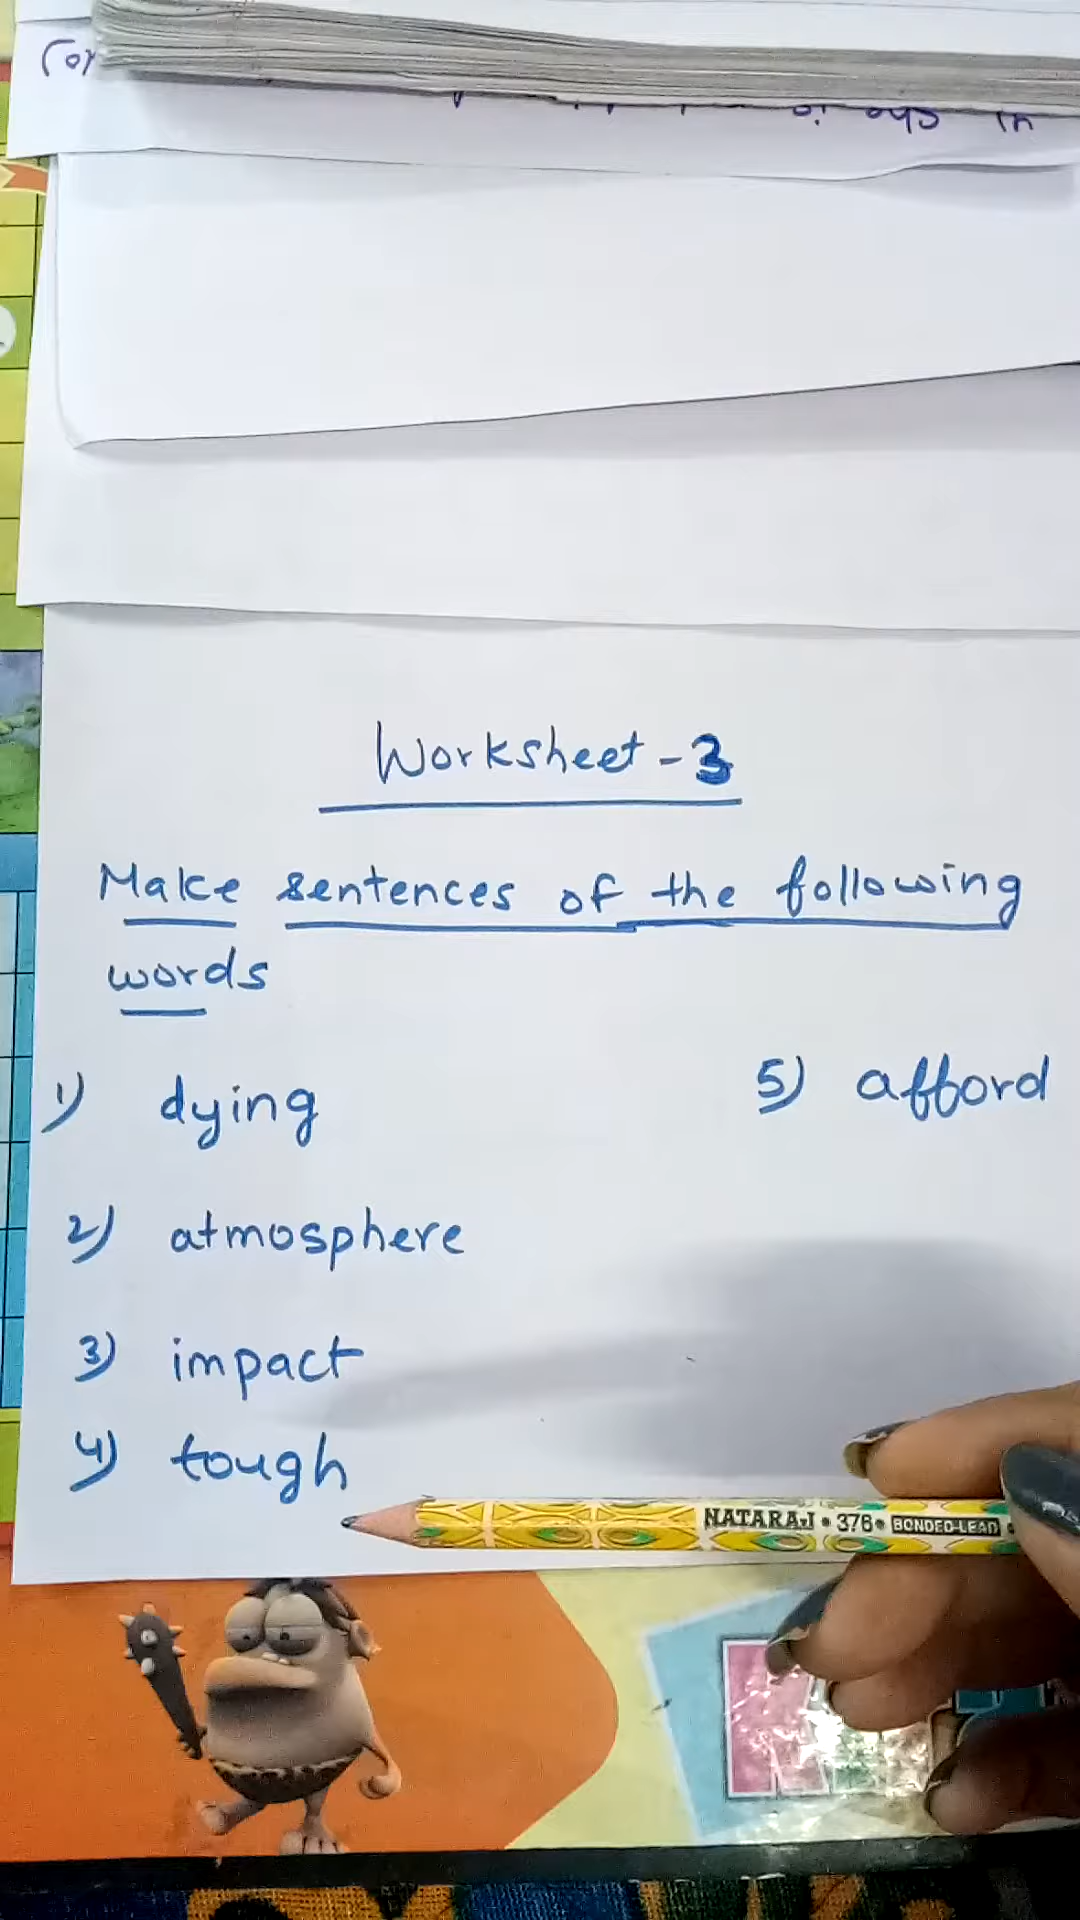 Worksheet - 3
Make sentences of the following
words
1) dying
5) afford
2) atmosphere
3) impact
4) tough
NATARAJ • 376 • BONDED-LEAD